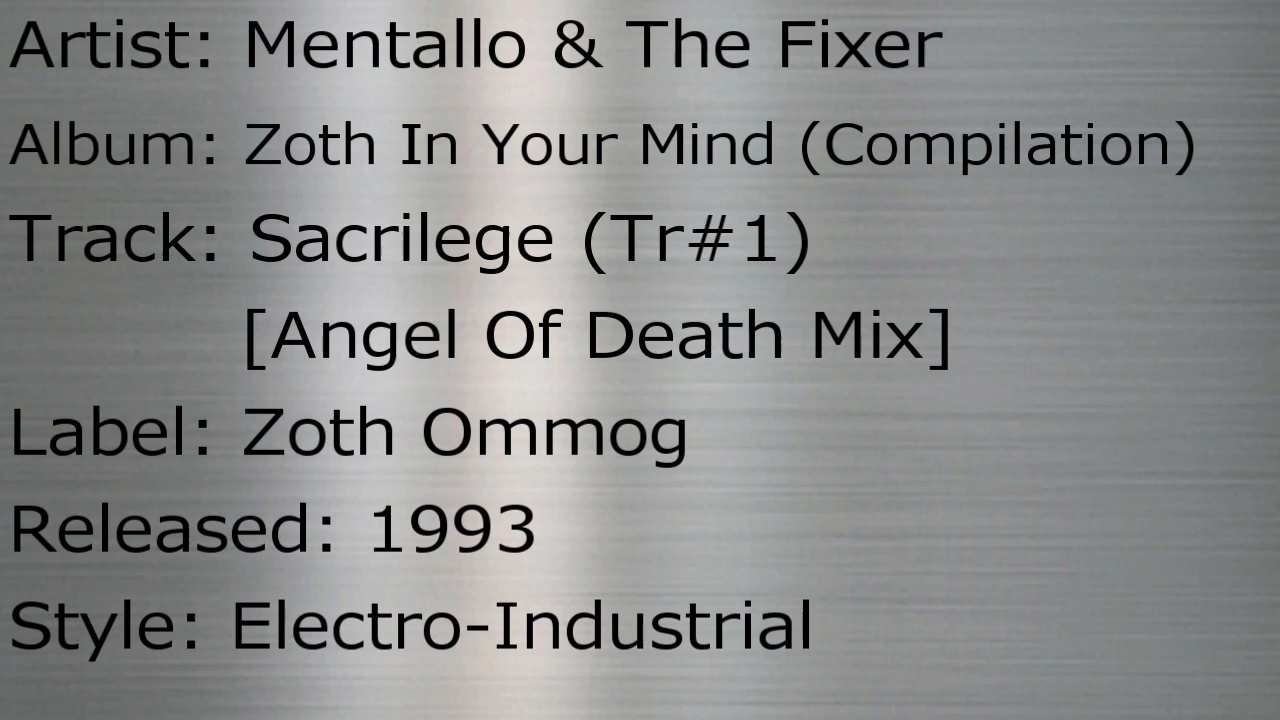 Artist: Mentallo & The Fixer
Album: Zoth In Your Mind (Compilation)
Track: Sacrilege (Tr#1)
[Angel Of Death Mix]
Label: Zoth Ommog
Released: 1993
Style: Electro-Industrial